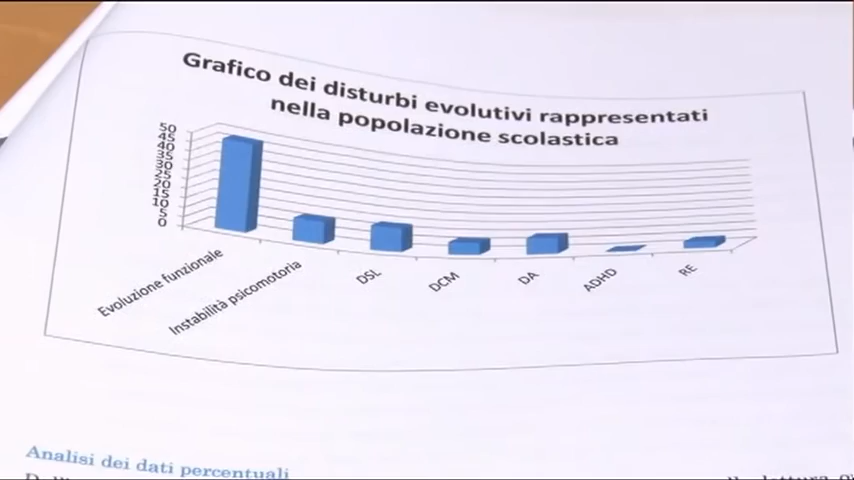 Grafico dei disturbi evolutivi rappresentati
nella popolazione scolastica
50
45
40
35
30
25
20
15
10
5
0
Evoluzione funzionale
Instabilità psicomotoria
DSL
DCM
DA
ADHD
RE
Analisi dei dati percentuali